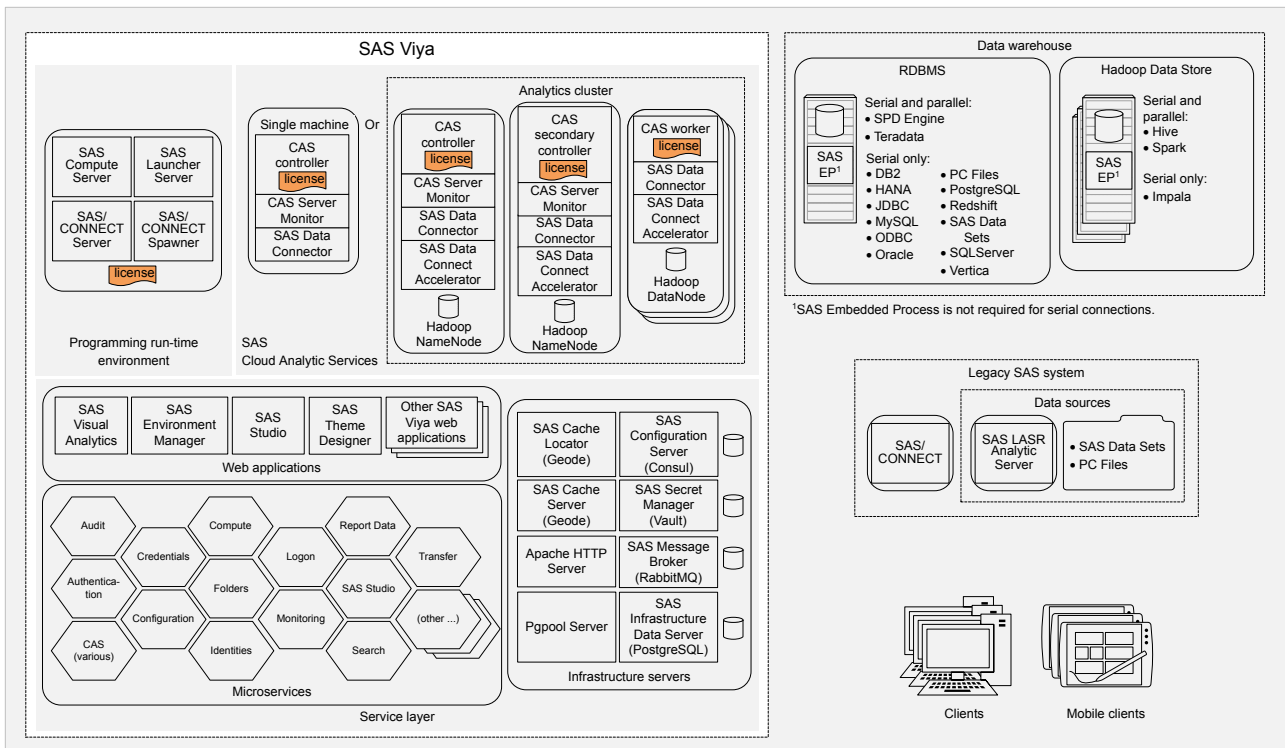 SAS Viya
SAS
Compute
Server
SAS
Launcher
Server
SAS/
CONNECT
Server
SAS/
CONNECT
Spawner
license
Programming run-time
environment
Single machine
CAS
controller
license
CAS Server
Monitor
SAS Data
Connector
Or
Analytics cluster
CAS
controller
license
CAS Server
Monitor
SAS Data
Connector
SAS Data
Connect
Accelerator
Hadoop
NameNode
CAS
secondary
controller
license
CAS Server
Monitor
SAS Data
Connector
SAS Data
Connect
Accelerator
Hadoop
NameNode
CAS worker
license
SAS Data
Connector
SAS Data
Connect
Accelerator
Hadoop
DataNode
SAS
Cloud Analytic Services
SAS
Visual
Analytics
SAS
Environment
Manager
SAS
Studio
SAS
Theme
Designer
Other SAS
Viya web
applications
Web applications
Audit
Compute
Report Data
Credentials
Logon
Transfer
Authentica-
tion
Folders
SAS Studio
Configuration
Monitoring
(other ...)
CAS
(various)
Identities
Search
Microservices
SAS Cache
Locator
(Geode)
SAS
Configuration
Server
(Consul)
SAS Cache
Server
(Geode)
SAS Secret
Manager
(Vault)
Apache HTTP
Server
SAS Message
Broker
(RabbitMQ)
Pgpool Server
SAS
Infrastructure
Data Server
(PostgreSQL)
Infrastructure servers
Service layer
Data warehouse
RDBMS
SAS
EP1
Serial and parallel:
• SPD Engine
• Teradata
Serial only:
• DB2
• HANA
• JDBC
• MySQL
• ODBC
• Oracle
• PC Files
• PostgreSQL
• Redshift
• SAS Data
Sets
• SQLServer
• Vertica
Hadoop Data Store
SAS
EP1
Serial and
parallel:
• Hive
• Spark
Serial only:
• Impala
1SAS Embedded Process is not required for serial connections.
Legacy SAS system
SAS/
CONNECT
Data sources
SAS LASR
Analytic
Server
• SAS Data Sets
• PC Files
Clients
Mobile clients